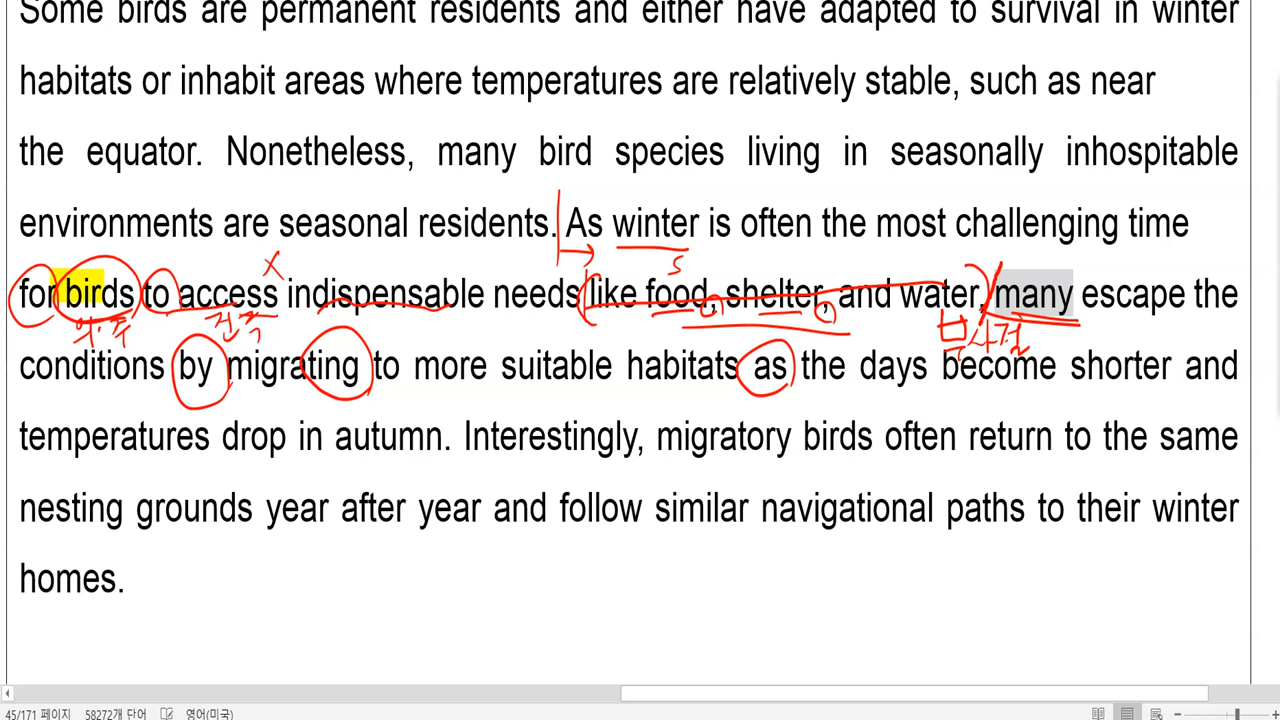 Some birds are permanent residents and either have adapted to survival in winter
habitats or inhabit areas where temperatures are relatively stable, such as near
the equator. Nonetheless, many bird species living in seasonally inhospitable
environments are seasonal residents. As winter is often the most challenging time
S
for birds to access indispensable needs like food, shelter, and water, many escape the
의·주 전죽 부사절
conditions by migrating to more suitable habitats as the days become shorter and
temperatures drop in autumn. Interestingly, migratory birds often return to the same
nesting grounds year after year and follow similar navigational paths to their winter
homes.
45/171 페이지 58272개 단어 영어(미국)